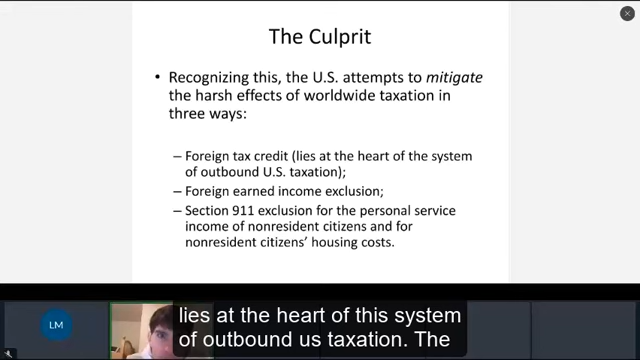 The Culprit
• Recognizing this, the U.S. attempts to mitigate
the harsh effects of worldwide taxation in
three ways:
– Foreign tax credit (lies at the heart of the system
of outbound U.S. taxation);
– Foreign earned income exclusion;
– Section 911 exclusion for the personal service
income of nonresident citizens and for
nonresident citizens' housing costs.
LM
lies at the heart of this system
of outbound us taxation. The